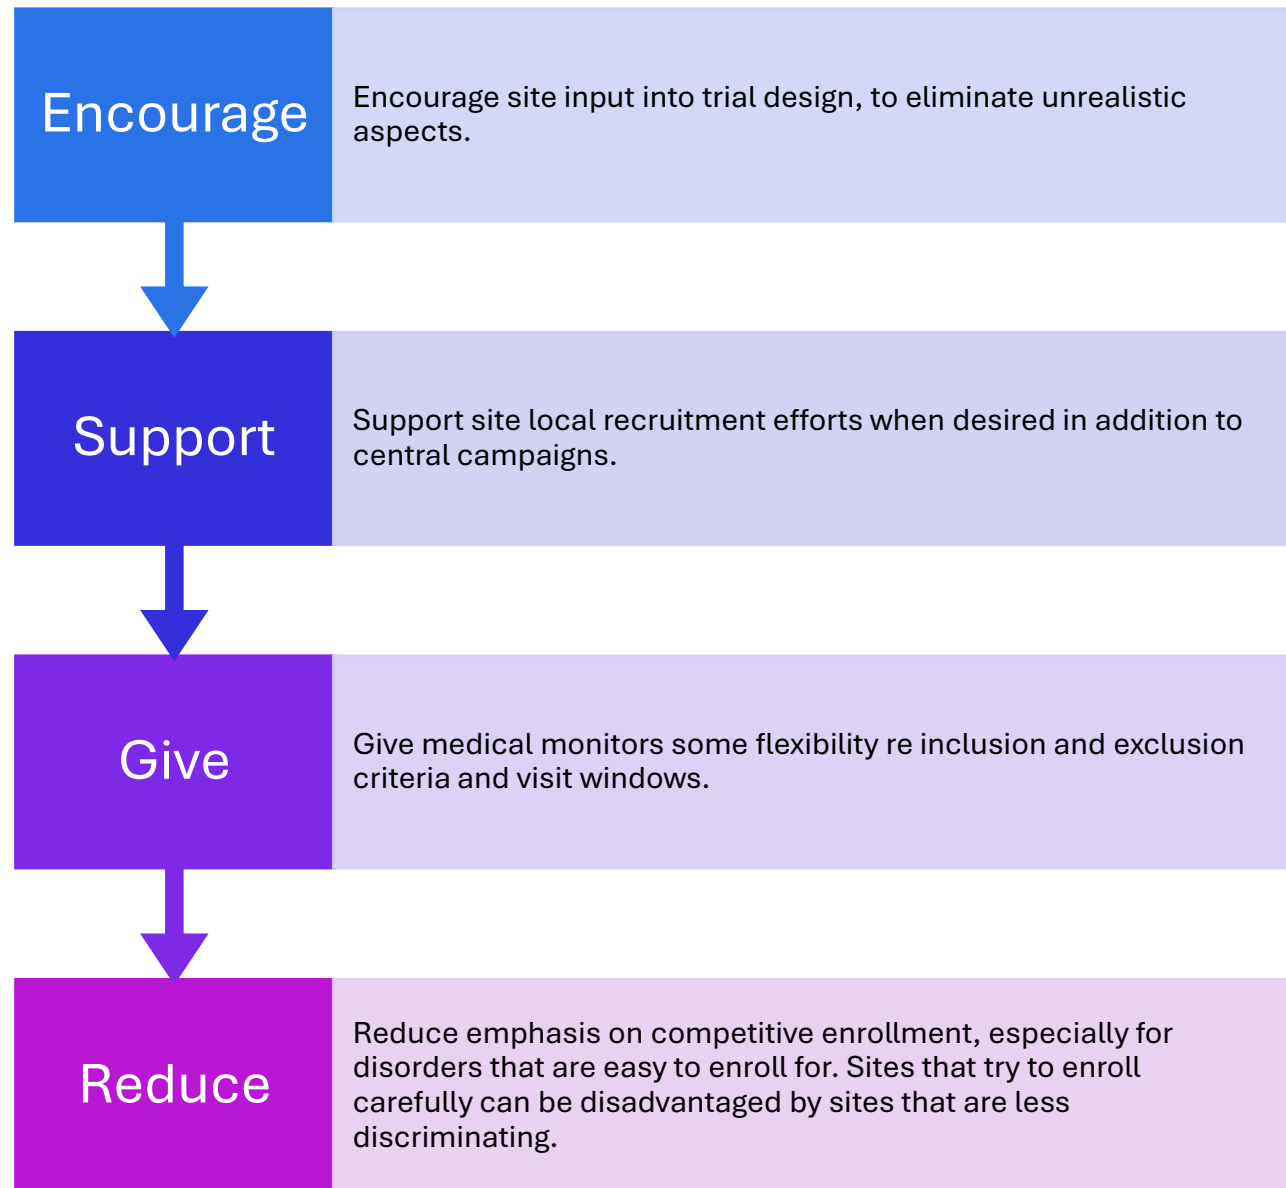 Encourage
Encourage site input into trial design, to eliminate unrealistic
aspects.
Support
Support site local recruitment efforts when desired in addition to
central campaigns.
Give
Give medical monitors some flexibility re inclusion and exclusion
criteria and visit windows.
Reduce
Reduce emphasis on competitive enrollment, especially for
disorders that are easy to enroll for. Sites that try to enroll
carefully can be disadvantaged by sites that are less
discriminating.